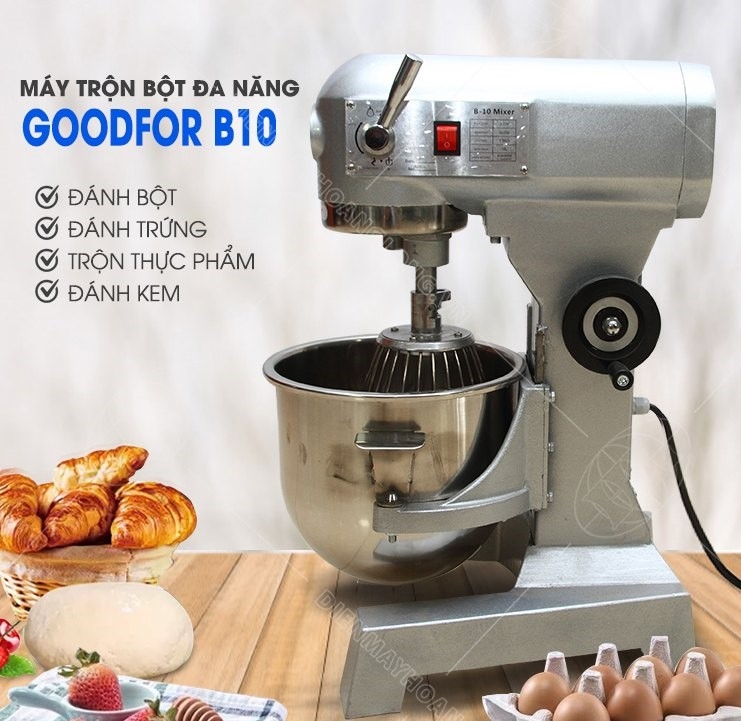 MÁY TRỘN BỘT ĐA NĂNG
GOODFOR B10
ĐÁNH BỘT
ĐÁNH TRỨNG
TRỘN THỰC PHẨM
ĐÁNH KEM
B-10 Mixer